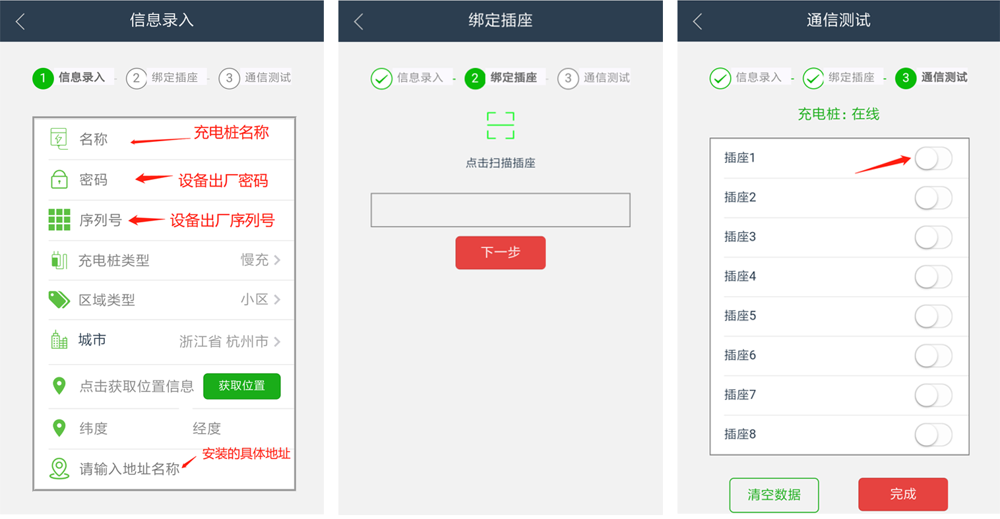 信息录入
1 信息录入 - 2 绑定插座 - 3 通信测试
名称
充电桩名称
密码
设备出厂密码
序列号
设备出厂序列号
充电桩类型 慢充
区域类型 小区
城市 浙江省 杭州市
点击获取位置信息 获取位置
纬度 经度
安装的具体地址
请输入地址名称
绑定插座
信息录入 - 2 绑定插座 - 3 通信测试
点击扫描插座
下一步
通信测试
信息录入 - 绑定插座 - 3 通信测试
充电桩: 在线
插座1
插座2
插座3
插座4
插座5
插座6
插座7
插座8
清空数据 完成